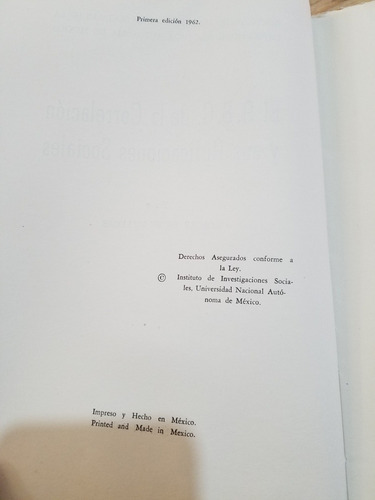 Primera edición 1962.
Derechos Asegurados conforme a
la Ley.
© Instituto de Investigaciones Socia-
les, Universidad Nacional Autó-
noma de México.
Impreso y Hecho en México.
Printed and Made in Mexico.